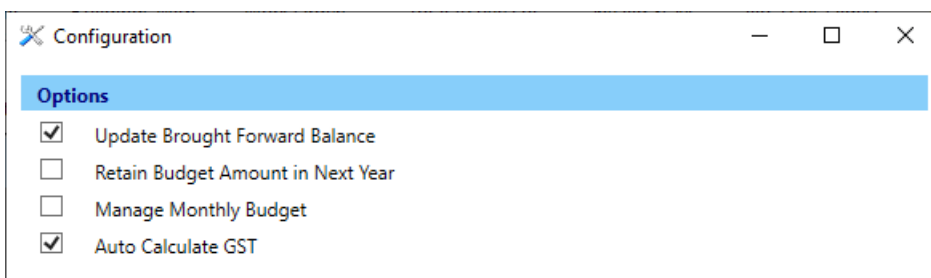 Configuration
Options
Update Brought Forward Balance
Retain Budget Amount in Next Year
Manage Monthly Budget
Auto Calculate GST